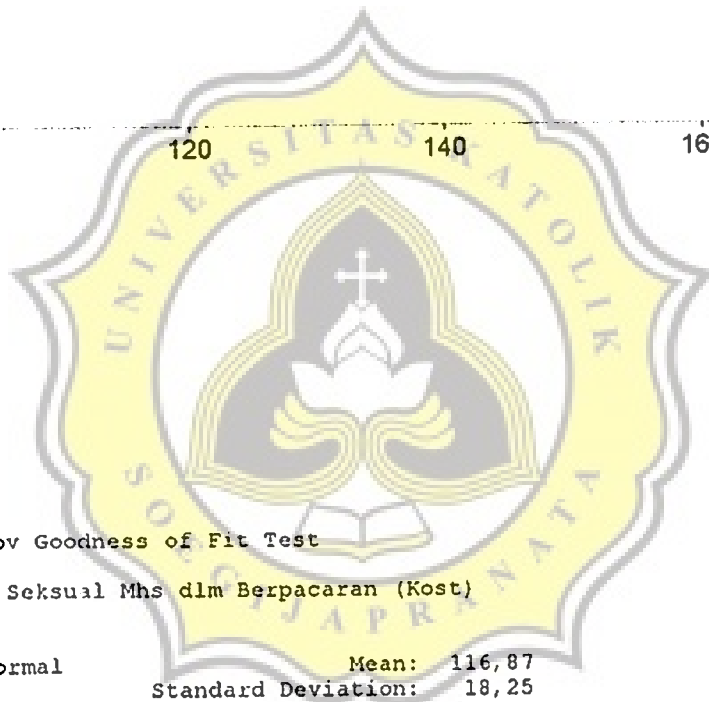 120 140 16
UNIVERSITAS KATOLIK
SOEGIJAPRANATA
ov Goodness of Fit Test
Seksual Mhs dlm Berpacaran (Kost)
ormal Mean: 116,87
Standard Deviation: 18,25